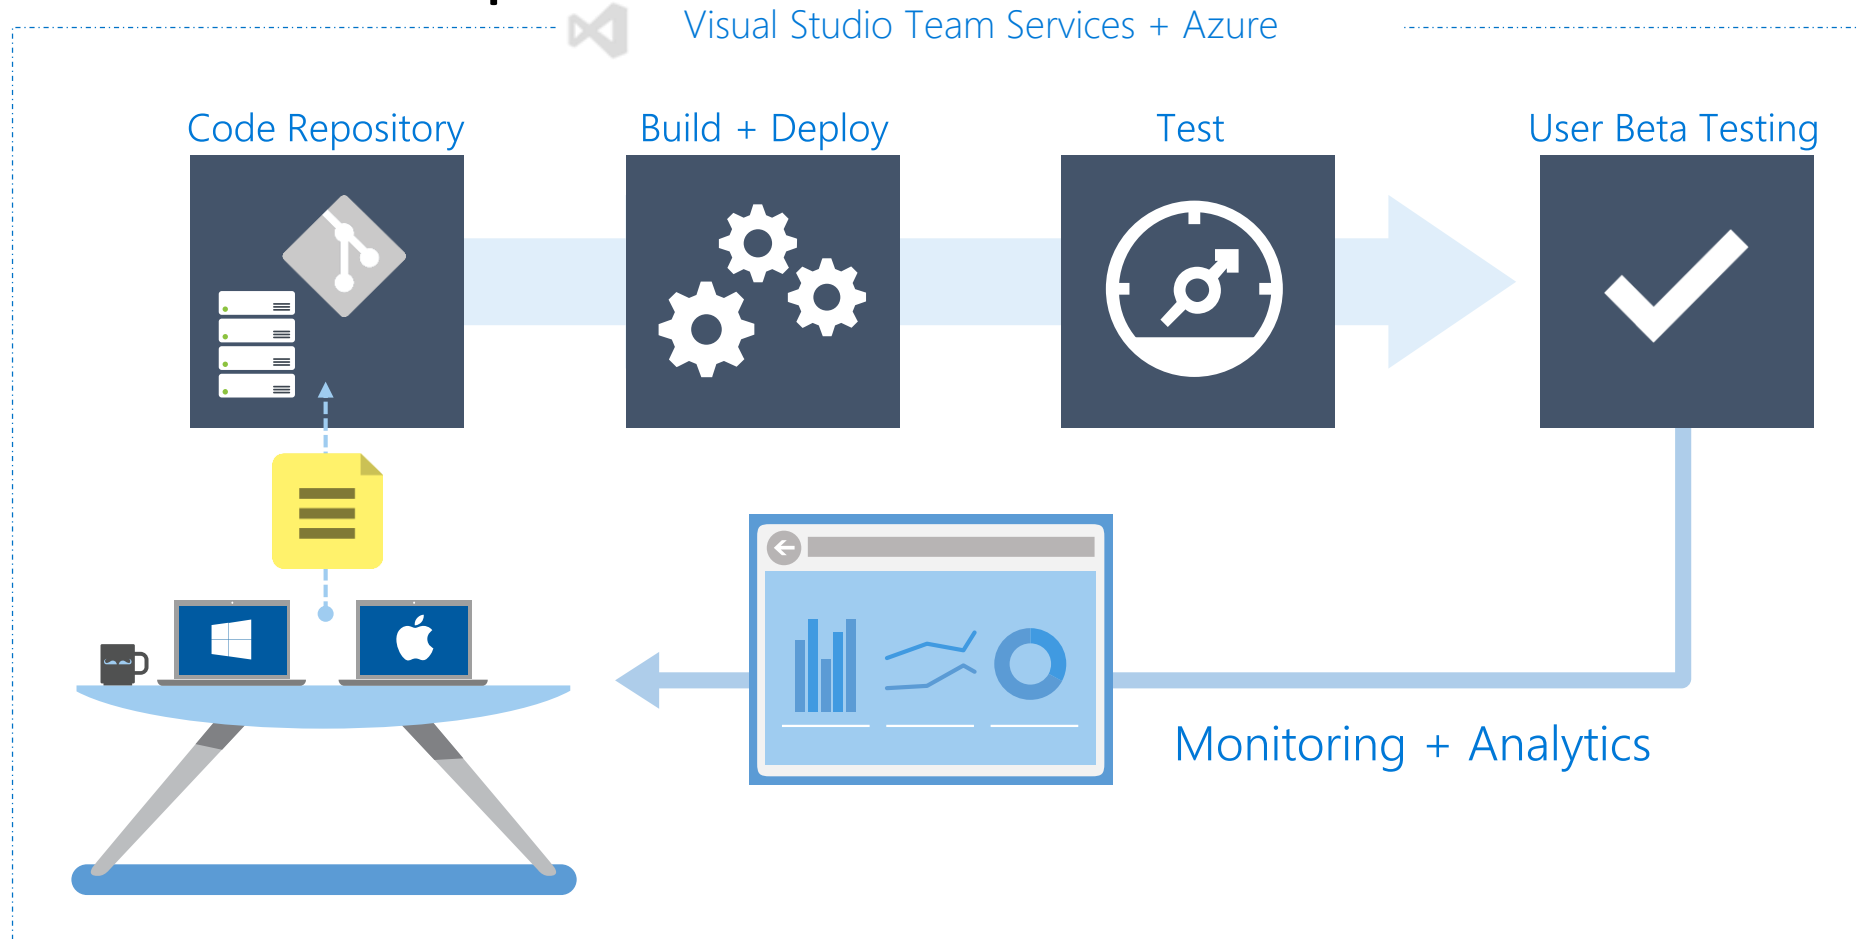 Visual Studio Team Services + Azure
Code Repository
Build + Deploy
Test
User Beta Testing
Monitoring + Analytics